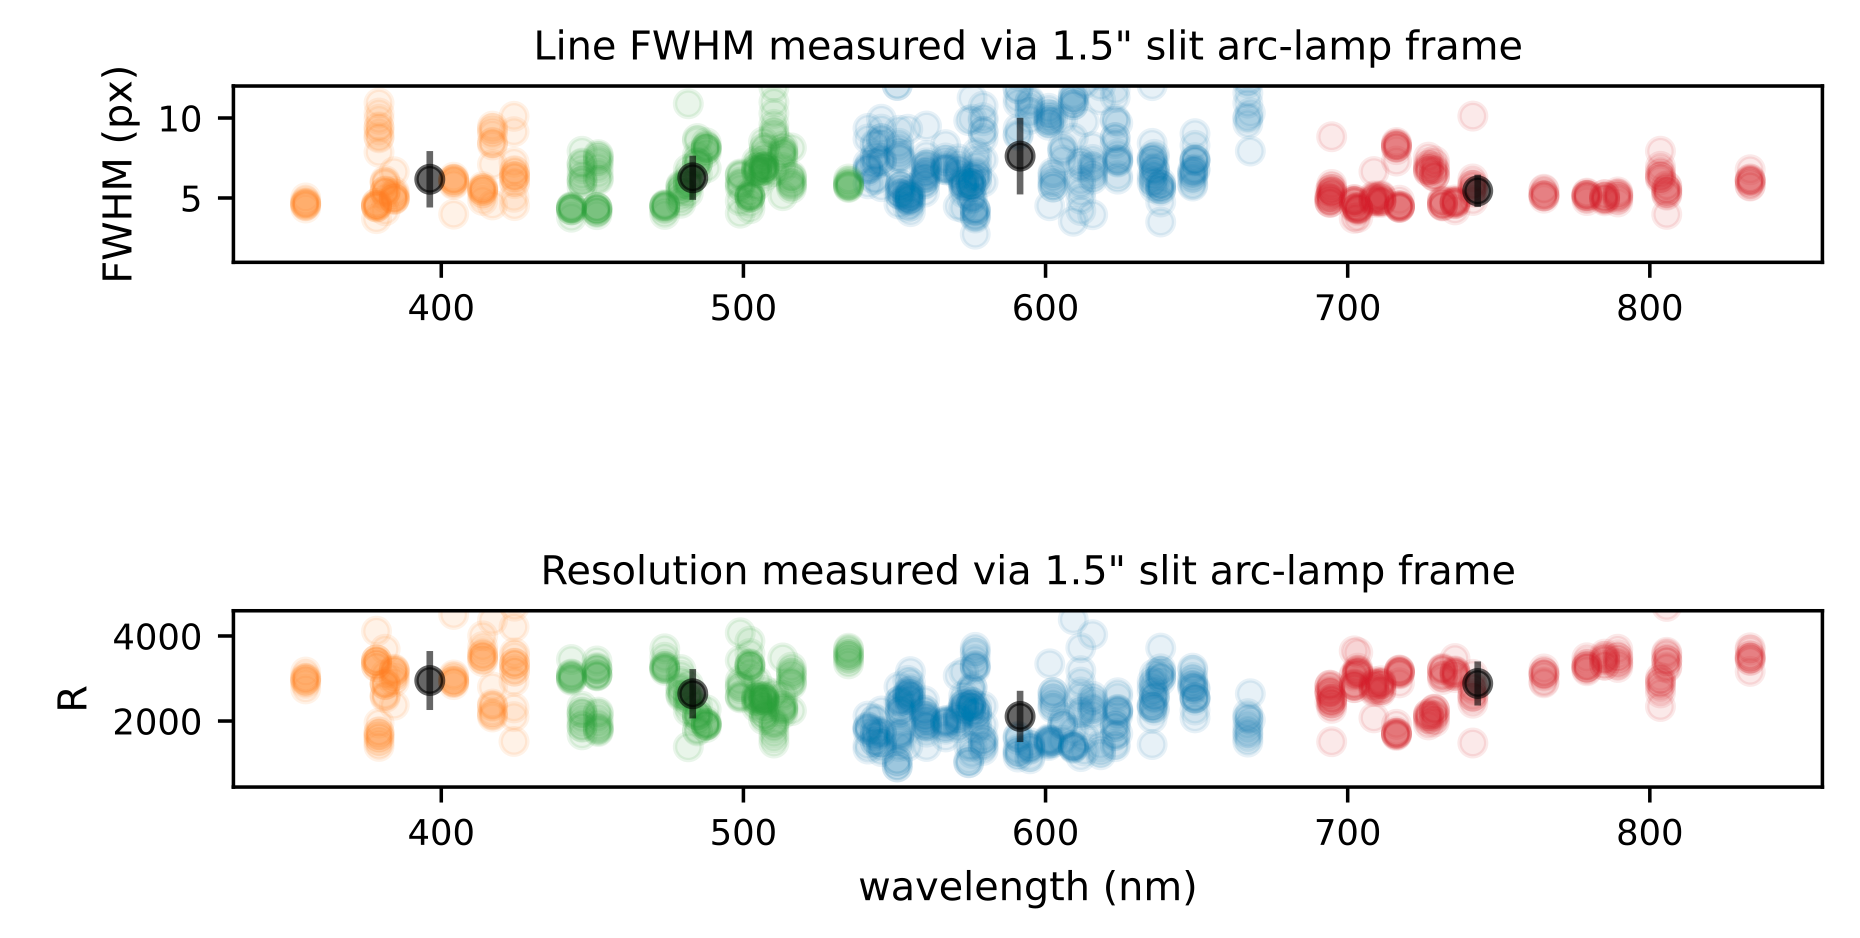 Line FWHM measured via 1.5" slit arc-lamp frame
FWHM (px)
10
5
400 500 600 700 800
Resolution measured via 1.5" slit arc-lamp frame
R
4000
2000
400 500 600 700 800
wavelength (nm)